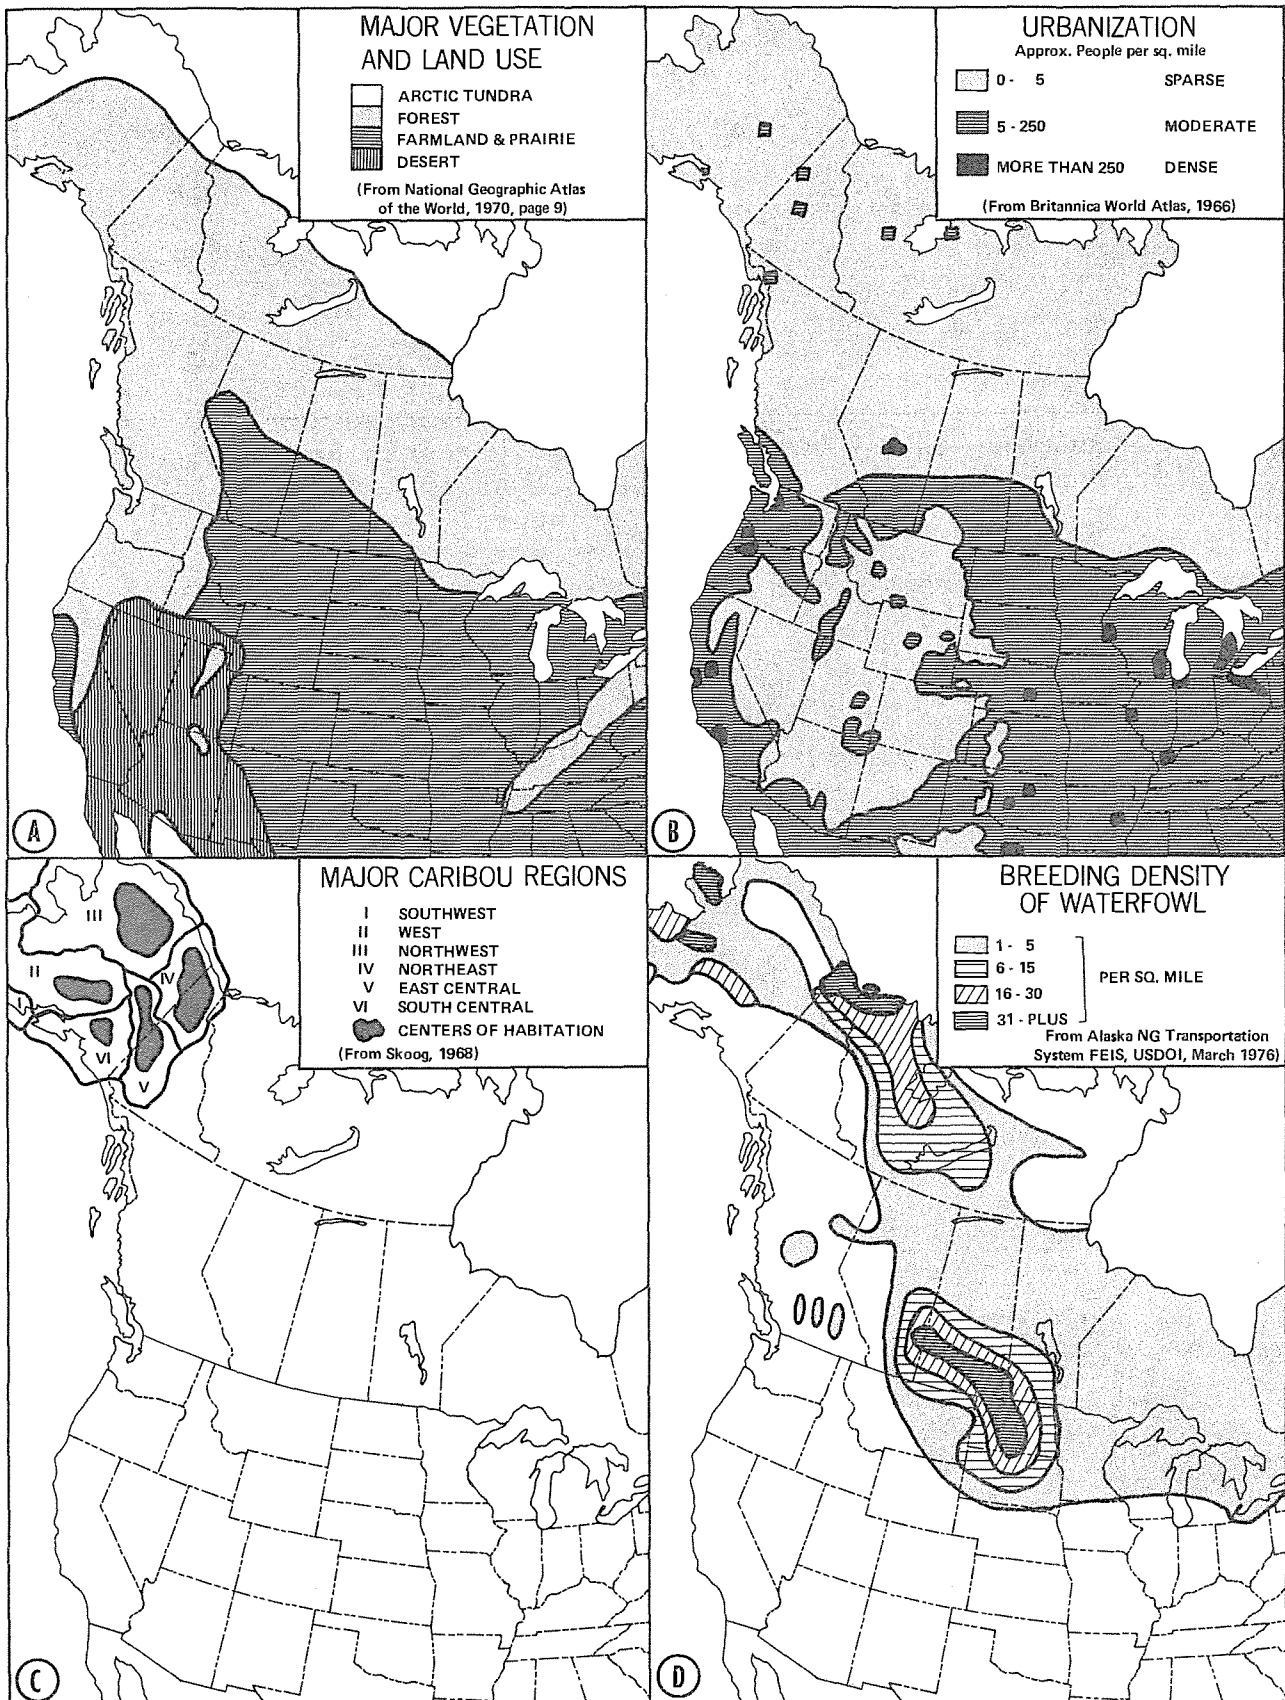 MAJOR VEGETATION
AND LAND USE
ARCTIC TUNDRA
FOREST
FARMLAND & PRAIRIE
DESERT
(From National Geographic Atlas
of the World, 1970, page 9)
A
URBANIZATION
Approx. People per sq. mile
0 - 5 SPARSE
5 - 250 MODERATE
MORE THAN 250 DENSE
(From Britannica World Atlas, 1966)
B
MAJOR CARIBOU REGIONS
I SOUTHWEST
II WEST
III NORTHWEST
IV NORTHEAST
V EAST CENTRAL
VI SOUTH CENTRAL
CENTERS OF HABITATION
(From Skoog, 1968)
III
II
IV
I
VI
V
C
BREEDING DENSITY
OF WATERFOWL
1 - 5
6 - 15
16 - 30
31 - PLUS
PER SQ. MILE
From Alaska NG Transportation
System FEIS, USDOI, March 1976)
D